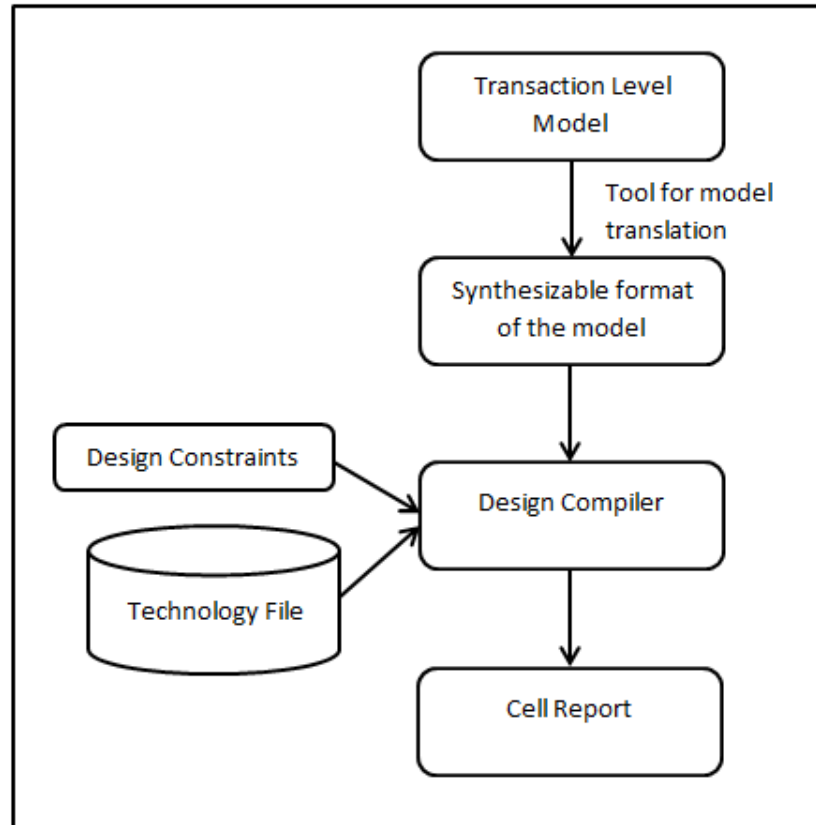 Transaction Level
Model
Tool for model
translation
Synthesizable format
of the model
Design Constraints
Design Compiler
Technology File
Cell Report